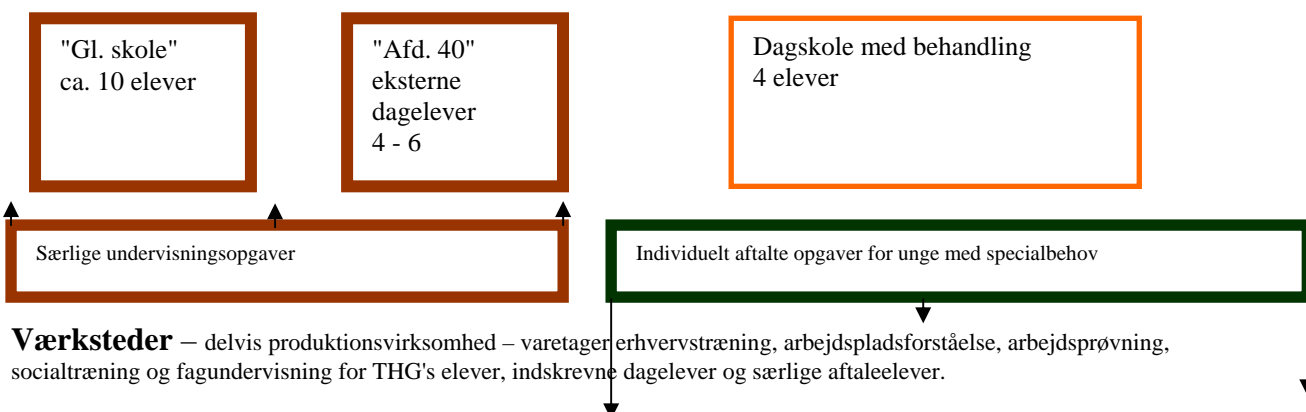 "Gl. skole"
ca. 10 elever
"Afd. 40"
eksterne
dagelever
4 - 6
Dagskole med behandling
4 elever
Særlige undervisningsopgaver
Individuelt aftalte opgaver for unge med specialbehov
Værksteder – delvis produktionsvirksomhed – varetager erhvervstræning, arbejdspladsforståelse, arbejdsprøvning,
socialtræning og fagundervisning for THG's elever, indskrevne dagelever og særlige aftaleelever.